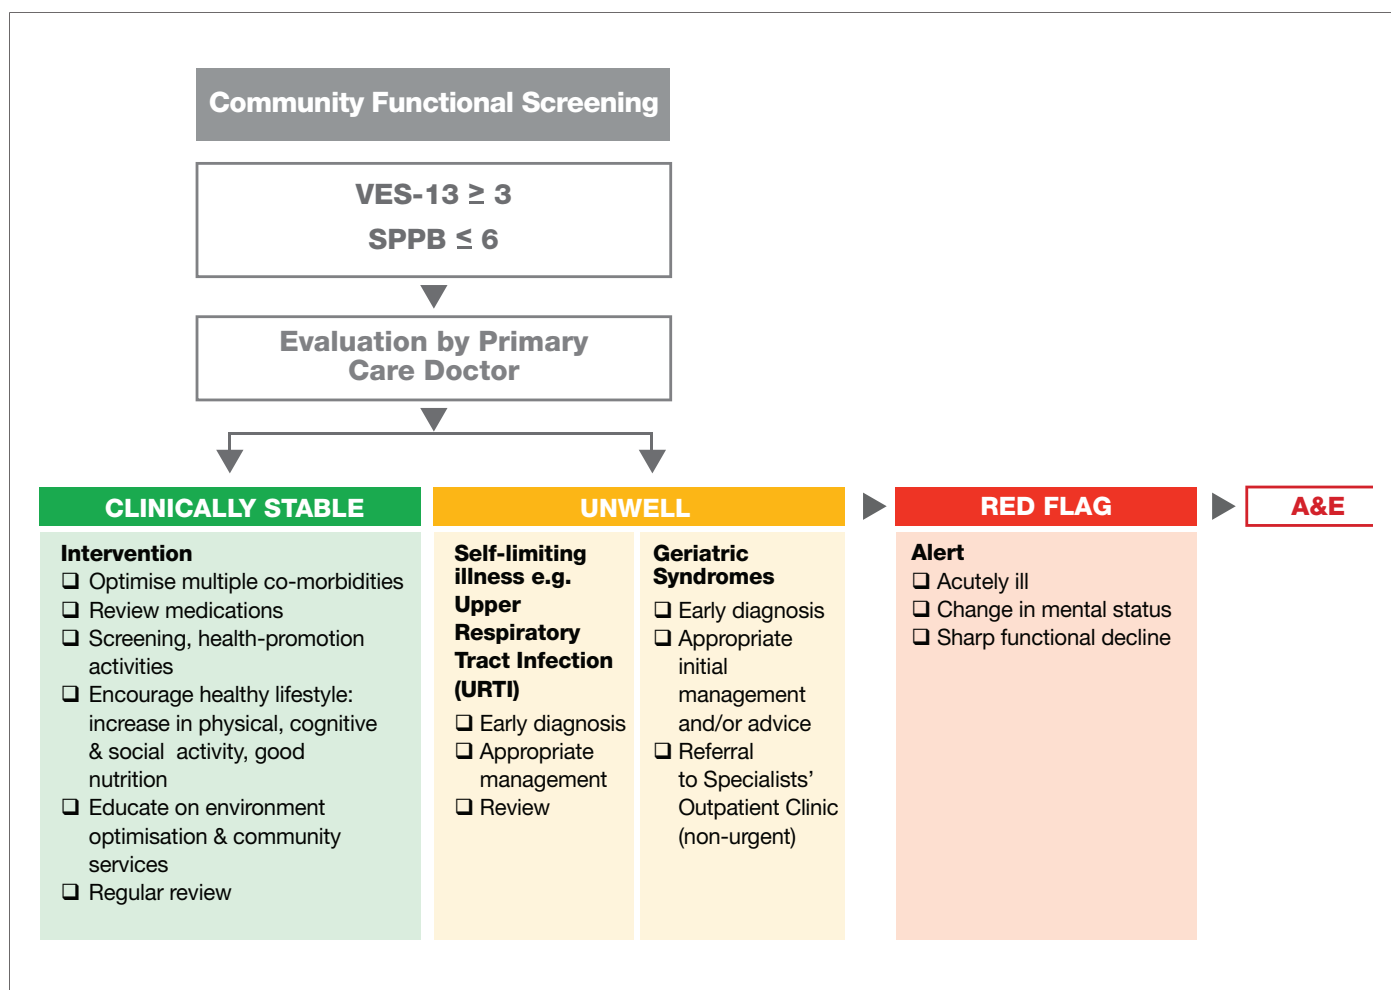 Community Functional Screening
VES-13 ≥ 3
SPPB ≤ 6
Evaluation by Primary
Care Doctor
CLINICALLY STABLE
Intervention
❑ Optimise multiple co-morbidities
❑ Review medications
❑ Screening, health-promotion
activities
❑ Encourage healthy lifestyle:
increase in physical, cognitive
& social activity, good
nutrition
❑ Educate on environment
optimisation & community
services
❑ Regular review
UNWELL
Self-limiting
illness e.g.
Upper
Respiratory
Tract Infection
(URTI)
❑ Early diagnosis
❑ Appropriate
management
❑ Review
Geriatric
Syndromes
❑ Early diagnosis
❑ Appropriate
initial
management
and/or advice
❑ Referral
to Specialists’
Outpatient Clinic
(non-urgent)
RED FLAG
Alert
❑ Acutely ill
❑ Change in mental status
❑ Sharp functional decline
A&E